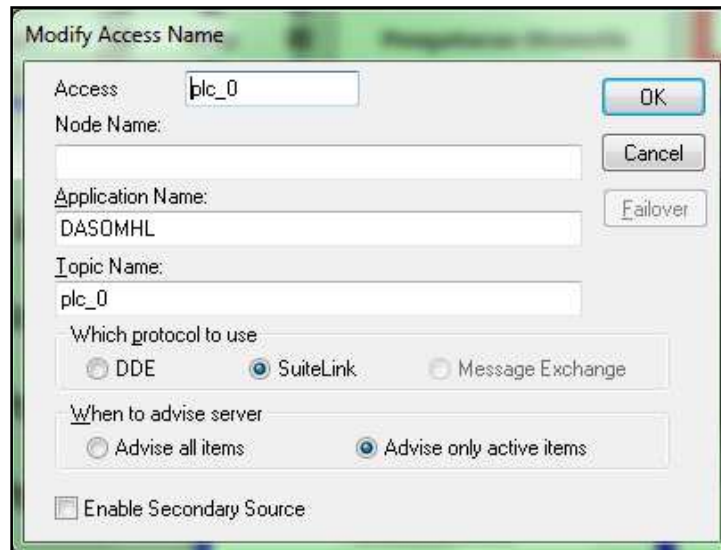 Modify Access Name
Access plc_0
OK
Node Name:
Cancel
Application Name:
Failover
DASOMHL
Topic Name:
plc_0
Which protocol to use
DDE SuiteLink Message Exchange
When to advise server
Advise all items Advise only active items
Enable Secondary Source